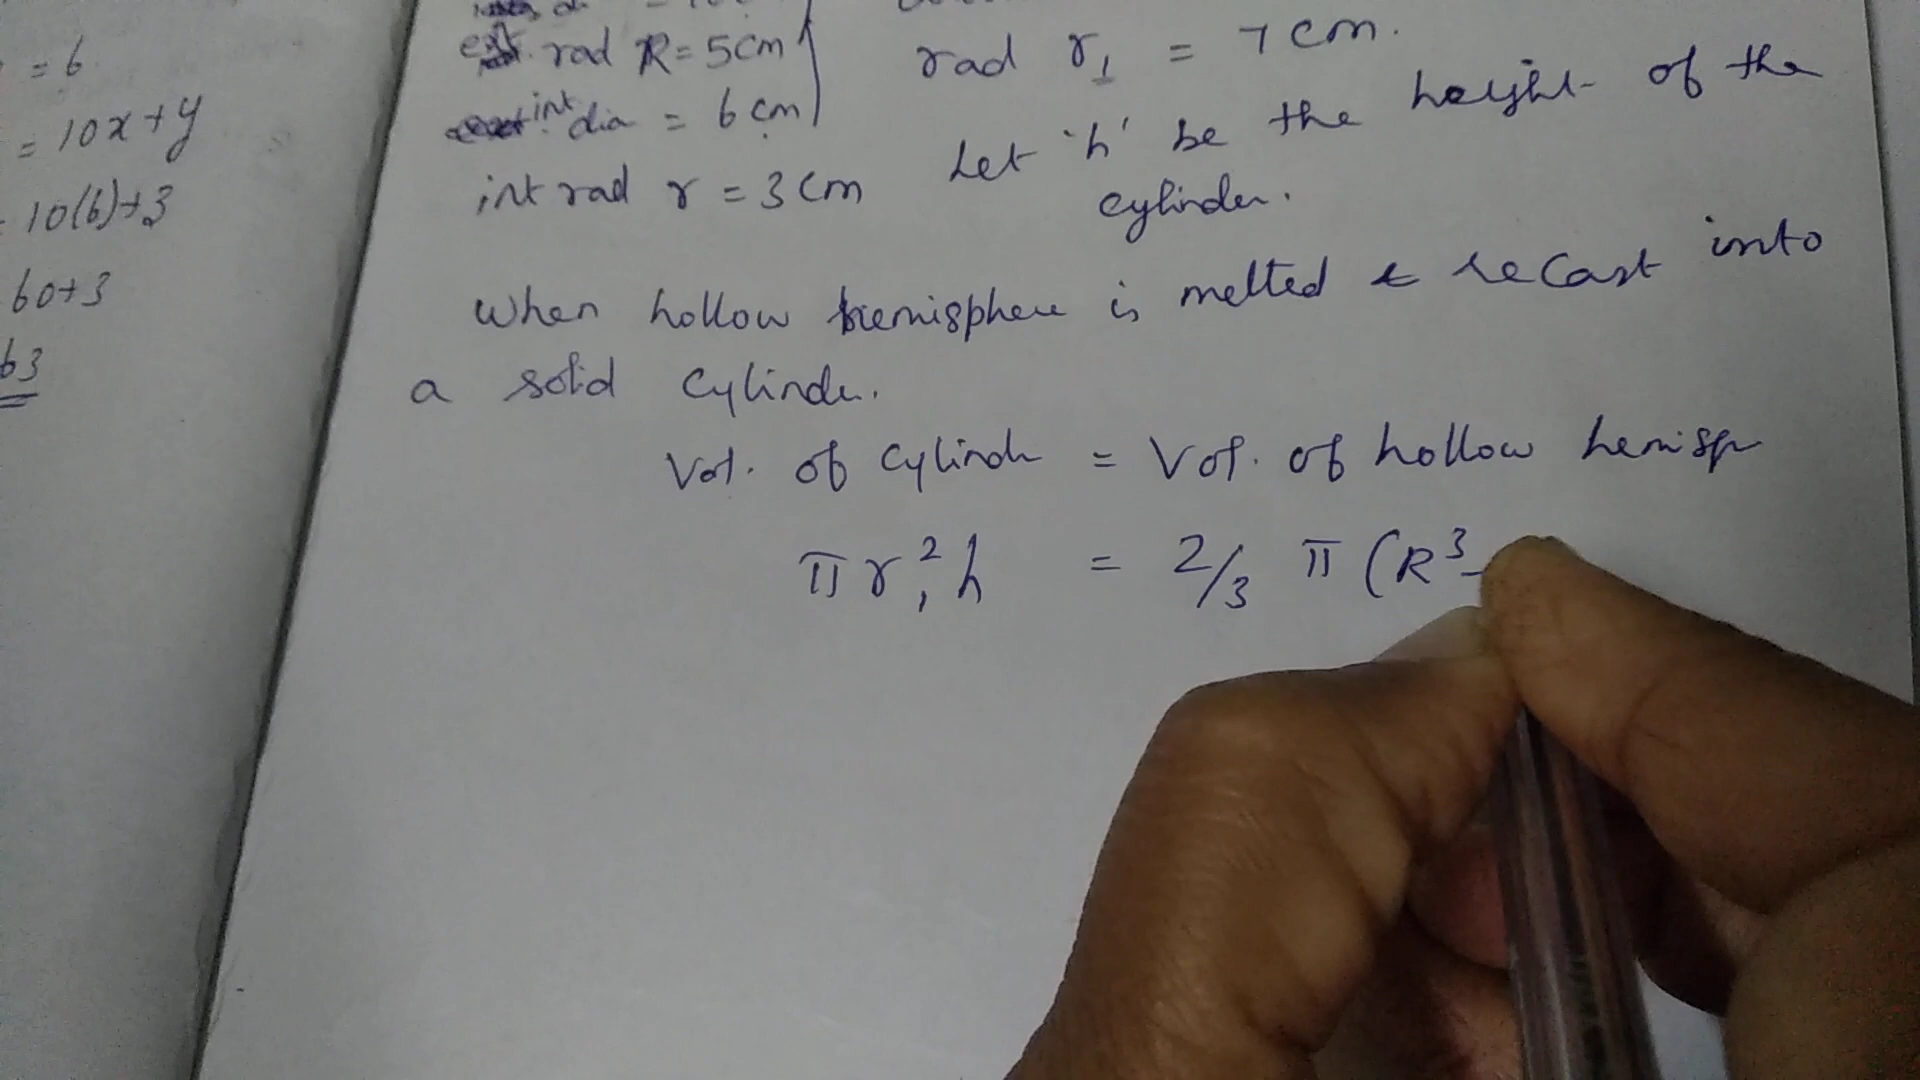 = 6
= 10x+y
10(6)+3
60+3
63
rad R = 5cm
int dia = 6 cm
int rad r = 3 cm
rad r₁ = 7 cm.
Let 'h' be the height of the
cylinder.
When hollow hemisphere is melted & recast into
a solid cylinder.
Vol. of cylinder = Vol. of hollow hemisp
πr₁²h = 2/3 π (R³-